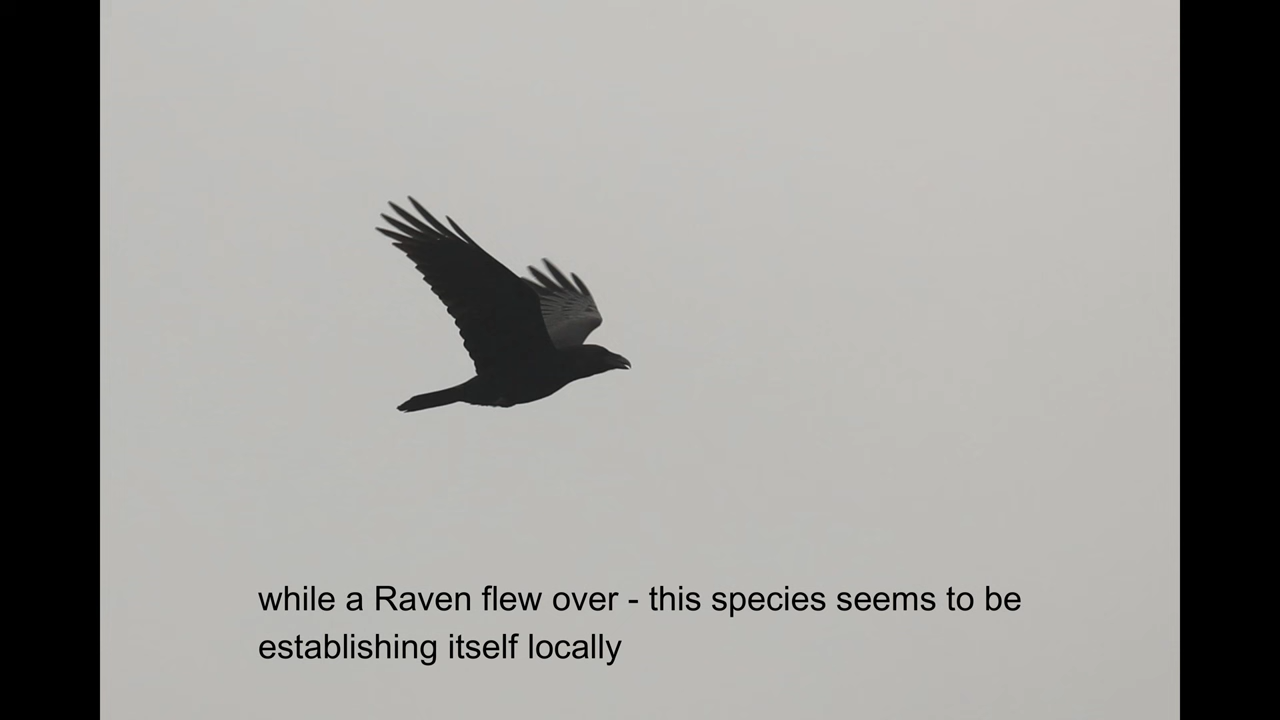 while a Raven flew over - this species seems to be
establishing itself locally